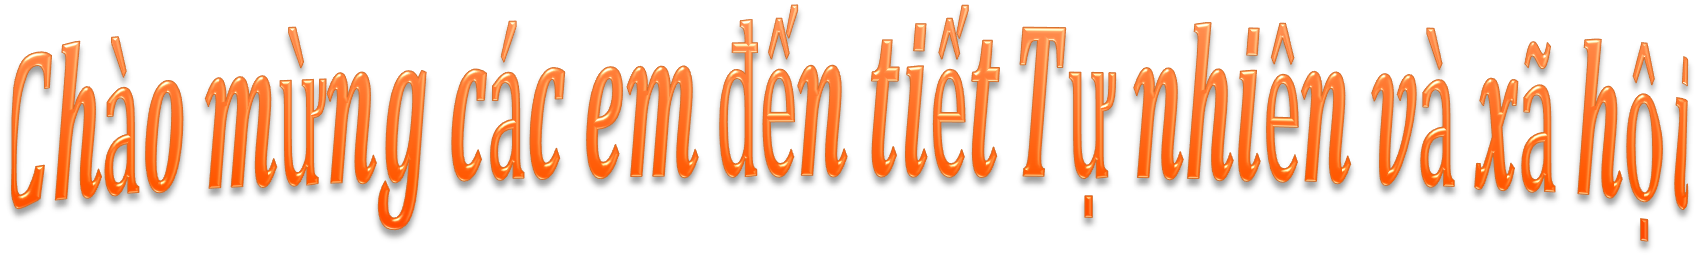 Chào mừng các em đến tiết Tự nhiên và xã hội